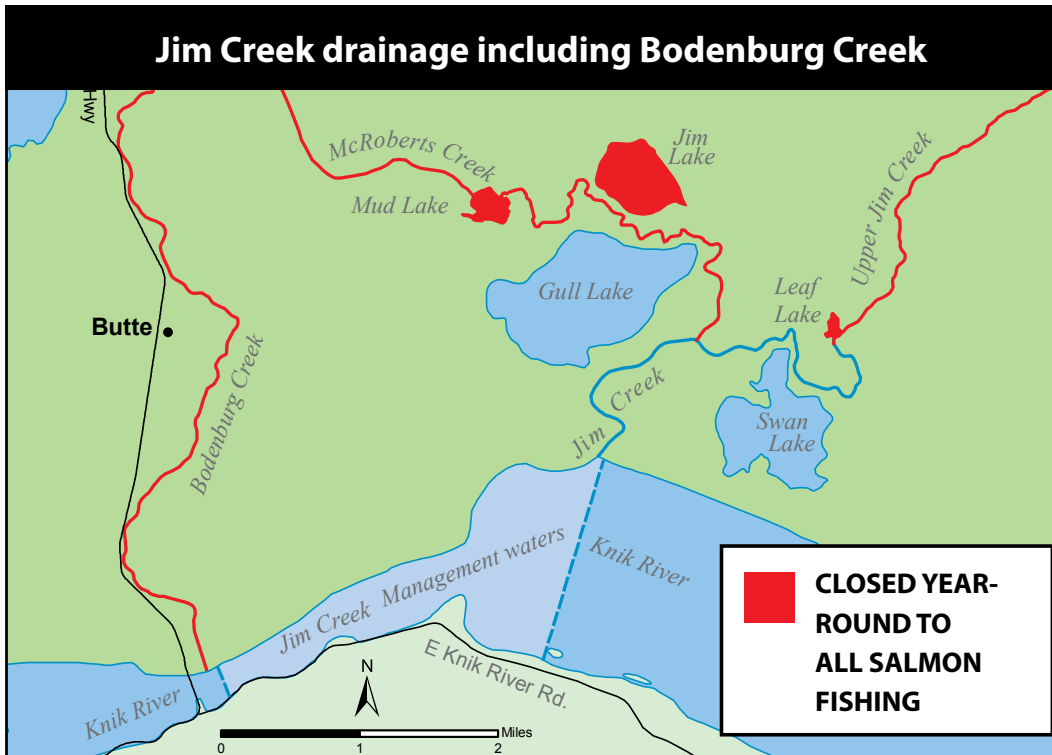 Jim Creek drainage including Bodenburg Creek
Hwy
McRoberts Creek
Jim
Lake
Mud Lake
Upper Jim Creek
Gull Lake
Leaf
Lake
Butte
Bodenburg Creek
Jim Creek
Swan
Lake
Jim Creek Management waters
Knik River
E Knik River Rd.
Knik River
N
Miles
0 1 2
CLOSED YEAR-
ROUND TO
ALL SALMON
FISHING